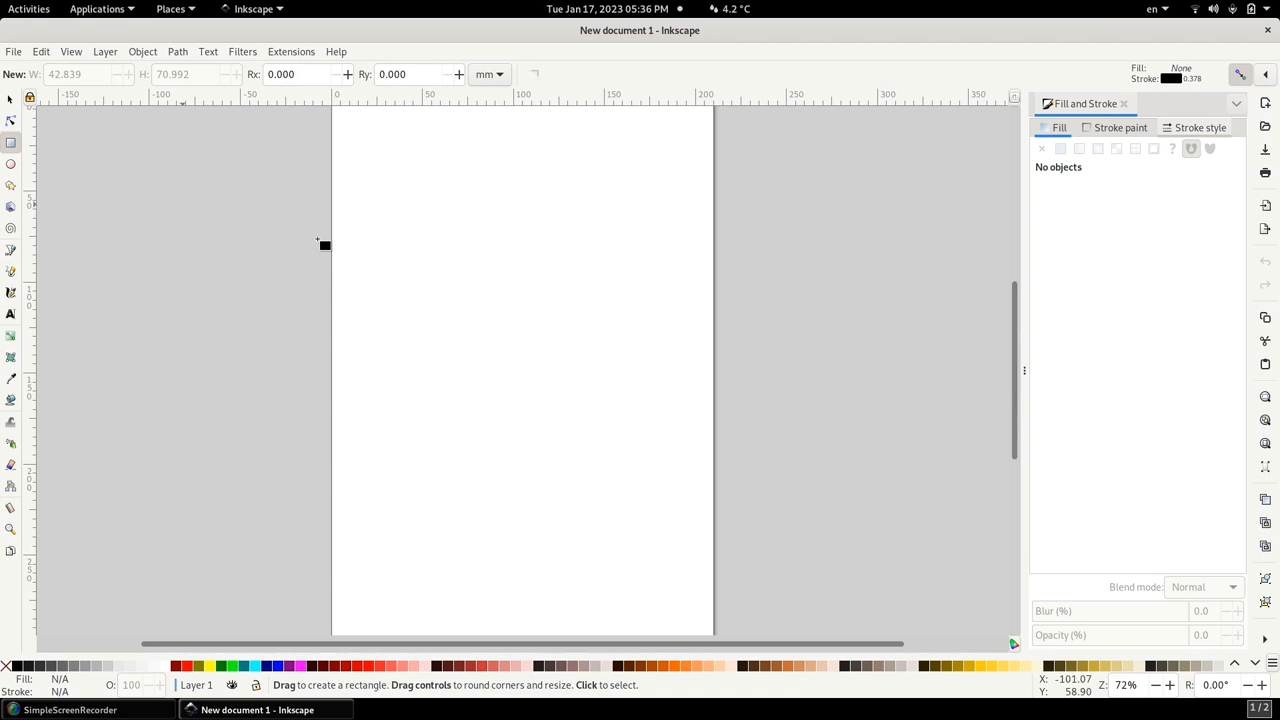 Activities Applications Places Inkscape Tue Jan 17, 2023 05:36 PM 4.2 °C en
New document 1 - Inkscape
File Edit View Layer Object Path Text Filters Extensions Help
New: W: 42.839 H: 70.992 Rx: 0.000 Ry: 0.000 mm
Fill: None
Stroke: 0.378
-150 -100 -50 0 50 100 150 200 250 300 350
Fill and Stroke
Fill Stroke paint Stroke style
No objects
50
100
150
200
250
Blend mode: Normal
Blur (%) 0.0
Opacity (%) 0.0
Fill: N/A
Stroke: N/A
O: 100 Layer 1 Drag to create a rectangle. Drag controls to round corners and resize. Click to select.
X: -101.07
Y: 58.90
Z: 72% R: 0.00°
SimpleScreenRecorder New document 1 - Inkscape 1 / 2